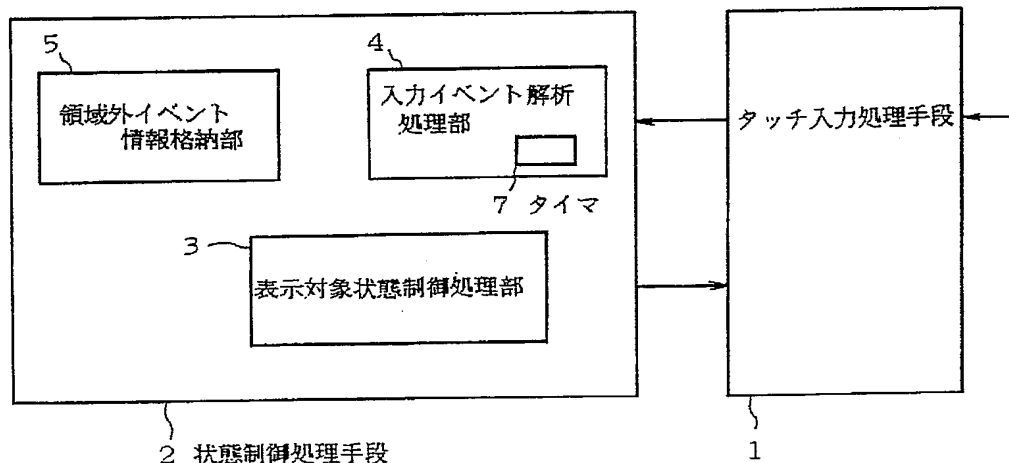 5
領域外イベント
情報格納部
4
入力イベント解析
処理部
7 タイマ
3
表示対象状態制御処理部
2 状態制御処理手段
タッチ入力処理手段
1